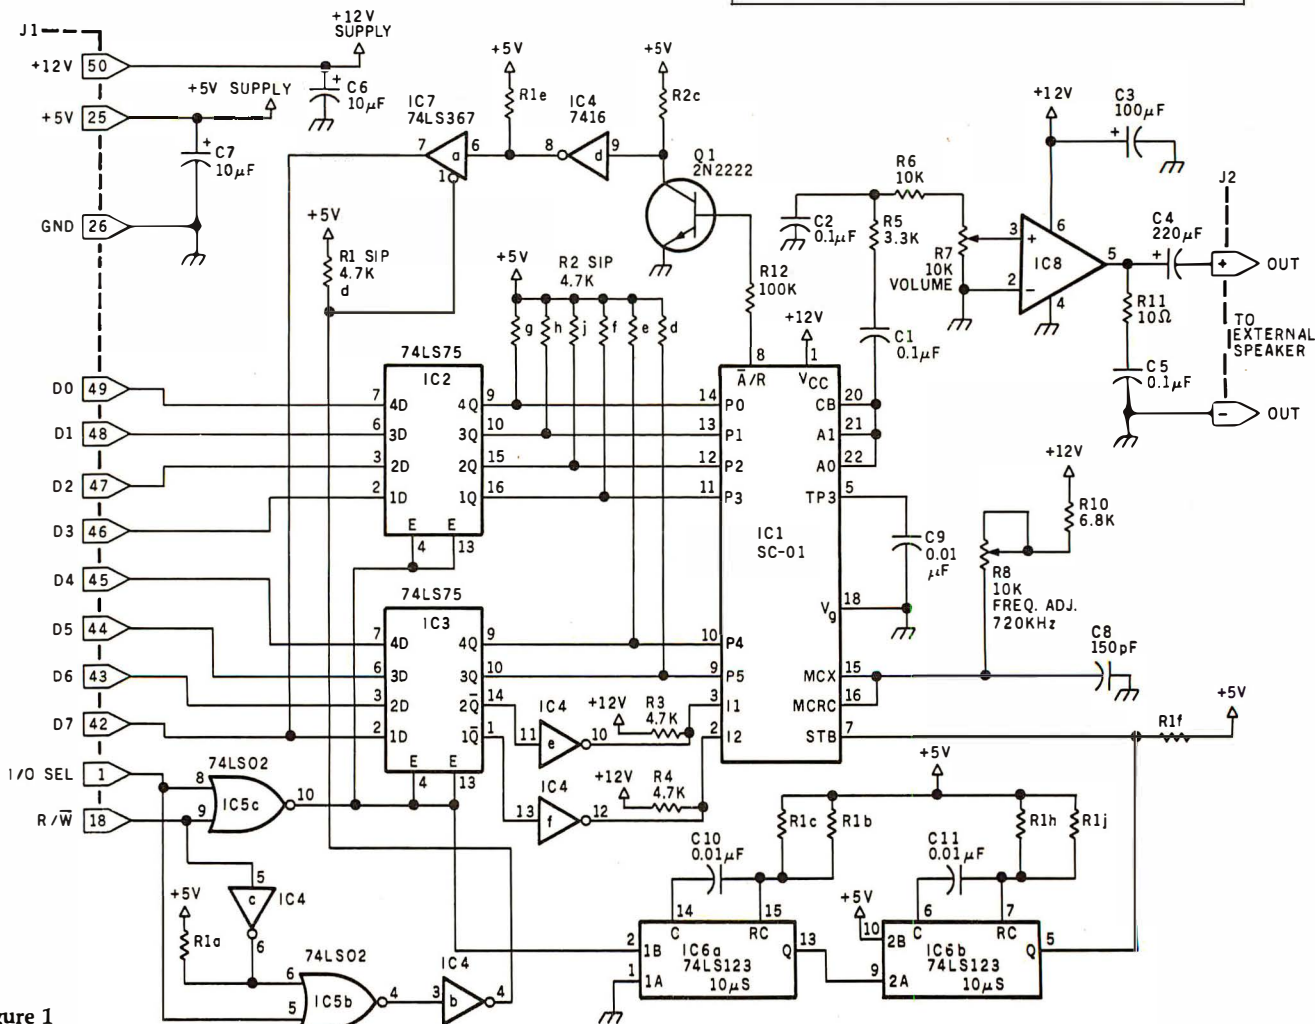 J1
+12V
50
+12V
SUPPLY
+5V
25
+5V SUPPLY
+
C6
10µF
+
C7
10µF
GND
26
IC7
74LS367
7
a
6
1
+5V
R1e
IC4
7416
8
d
9
+5V
R2c
Q1
2N2222
+5V
R1 SIP
4.7K
d
+5V
R2 SIP
4.7K
g
h
j
f
e
d
R12
100K
+12V
C2
0.1µF
R6
10K
R5
3.3K
R7
10K
VOLUME
C1
0.1µF
+12V
C3
100µF
+
3
+
6
IC8
2
−
4
5
C4
220µF
+
J2
+
OUT
R11
10Ω
C5
0.1µF
TO
EXTERNAL
SPEAKER
−
OUT
D0
49
D1
48
D2
47
D3
46
D4
45
D5
44
D6
43
D7
42
I/O SEL
1
R/W̅
18
74LS75
IC2
7
4D
4Q
9
6
3D
3Q
10
3
2D
2Q
15
2
1D
1Q
16
E
E
4
13
74LS75
IC3
7
4D
4Q
9
6
3D
3Q
10
3
2D
2Q̅
14
2
1D
1Q̅
1
E
E
4
13
8
A̅/R
1
VCC
14
P0
CB
20
13
P1
A1
21
12
P2
A0
22
11
P3
TP3
5
IC1
SC-01
Vg
18
10
P4
9
P5
MCX
15
3
I1
MCRC
16
2
I2
STB
7
C9
0.01
µF
+12V
R10
6.8K
R8
10K
FREQ. ADJ.
720KHz
C8
150pF
+5V
R1f
IC4
11
e
10
+12V
R3
4.7K
IC4
13
f
12
+12V
R4
4.7K
74LS02
8
9
IC5c
10
5
c
IC4
6
+5V
R1a
74LS02
6
5
IC5b
4
IC4
3
b
4
+5V
R1c
R1b
R1h
R1j
C10
0.01µF
C11
0.01µF
14
C
15
RC
2
1B
IC6a
Q
13
1
1A
74LS123
10µS
+5V
6
C
7
RC
10
2B
IC6b
Q
5
9
2A
74LS123
10µS
gure 1